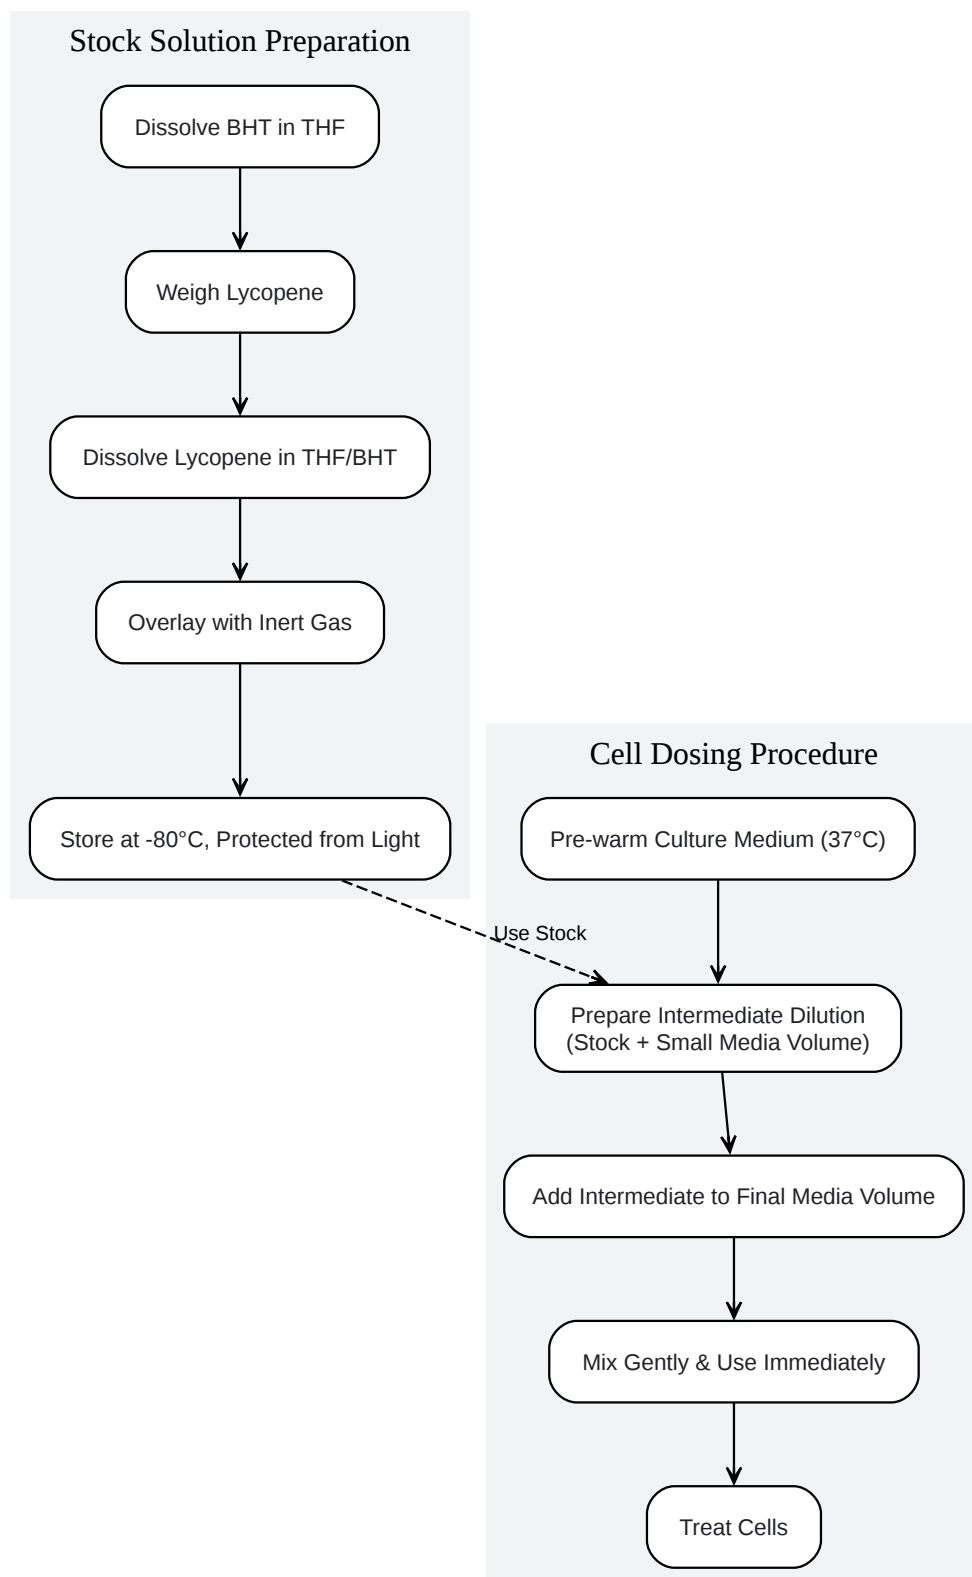 Stock Solution Preparation
Dissolve BHT in THF
Weigh Lycopene
Dissolve Lycopene in THF/BHT
Overlay with Inert Gas
Store at -80°C, Protected from Light
Cell Dosing Procedure
Pre-warm Culture Medium (37°C)
Use Stock
Prepare Intermediate Dilution
(Stock + Small Media Volume)
Add Intermediate to Final Media Volume
Mix Gently & Use Immediately
Treat Cells